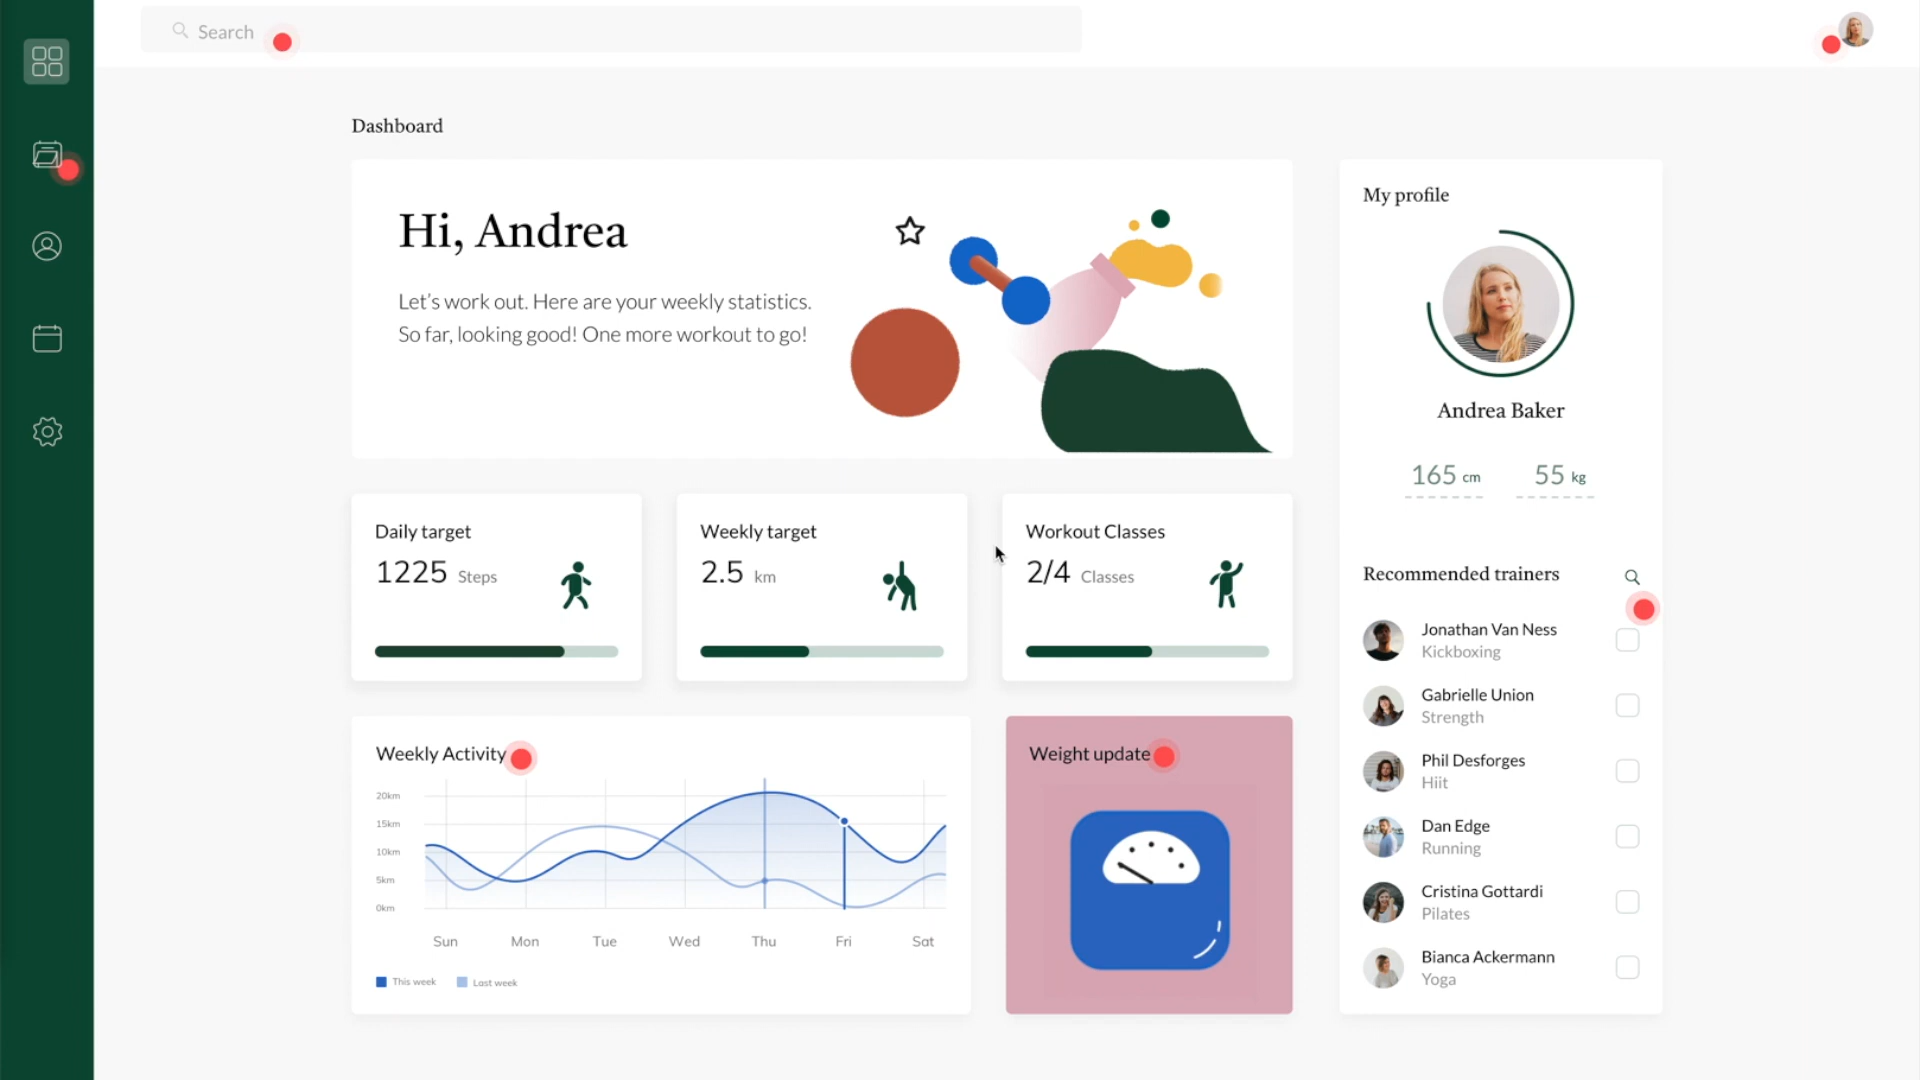 Search
Dashboard
Hi, Andrea
Let's work out. Here are your weekly statistics.
So far, looking good! One more workout to go!
My profile
Andrea Baker
165 cm
55 kg
Daily target
1225 Steps
Weekly target
2.5 km
Workout Classes
2/4 Classes
Recommended trainers
Jonathan Van Ness
Kickboxing
Gabrielle Union
Strength
Phil Desforges
Hiit
Dan Edge
Running
Cristina Gottardi
Pilates
Bianca Ackermann
Yoga
Weekly Activity
20km
15km
10km
5km
0km
Sun Mon Tue Wed Thu Fri Sat
This week Last week
Weight update